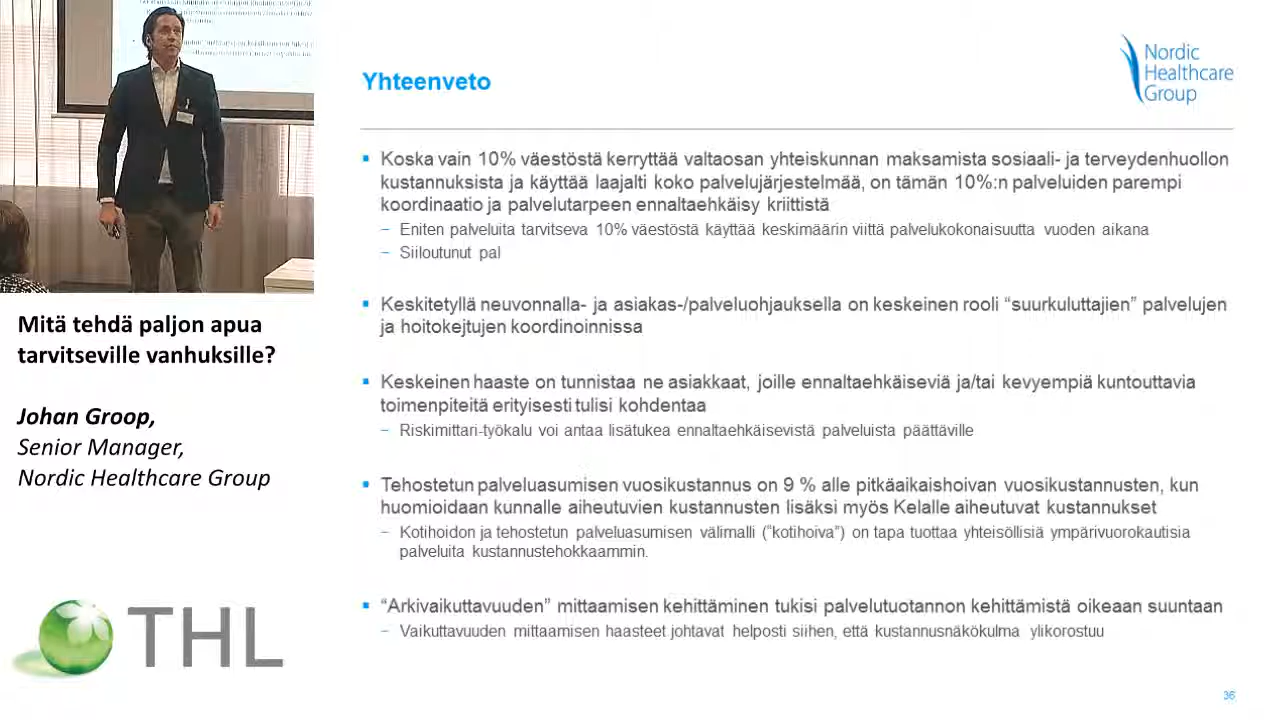 Mitä tehdä paljon apua
tarvitseville vanhuksille?
Johan Groop,
Senior Manager,
Nordic Healthcare Group
THL
Nordic
Healthcare
Group
Yhteenveto
Koska vain 10% väestöstä kerryttää valtaosan yhteiskunnan maksamista sosiaali- ja terveydenhuollon
kustannuksista ja käyttää laajalti koko palvelujärjestelmää, on tämän 10%:n palveluiden parempi
koordinaatio ja palvelutarpeen ennaltaehkäisy kriittistä
− Eniten palveluita tarvitseva 10% väestöstä käyttää keskimäärin viittä palvelukokonaisuutta vuoden aikana
− Siiloutunut pal
Keskitetyllä neuvonnalla- ja asiakas-/palveluohjauksella on keskeinen rooli “suurkuluttajien” palvelujen
ja hoitokejtujen koordinoinnissa
Keskeinen haaste on tunnistaa ne asiakkaat, joille ennaltaehkäiseviä ja/tai kevyempiä kuntouttavia
toimenpiteitä erityisesti tulisi kohdentaa
− Riskimittari-työkalu voi antaa lisätukea ennaltaehkäisevistä palveluista päättäville
Tehostetun palveluasumisen vuosikustannus on 9 % alle pitkäaikaishoivan vuosikustannusten, kun
huomioidaan kunnalle aiheutuvien kustannusten lisäksi myös Kelalle aiheutuvat kustannukset
− Kotihoidon ja tehostetun palveluasumisen välimalli (“kotihoiva”) on tapa tuottaa yhteisöllisiä ympärivuorokautisia
palveluita kustannustehokkaammin.
“Arkivaikuttavuuden” mittaamisen kehittäminen tukisi palvelutuotannon kehittämistä oikeaan suuntaan
− Vaikuttavuuden mittaamisen haasteet johtavat helposti siihen, että kustannusnäkökulma ylikorostuu
36